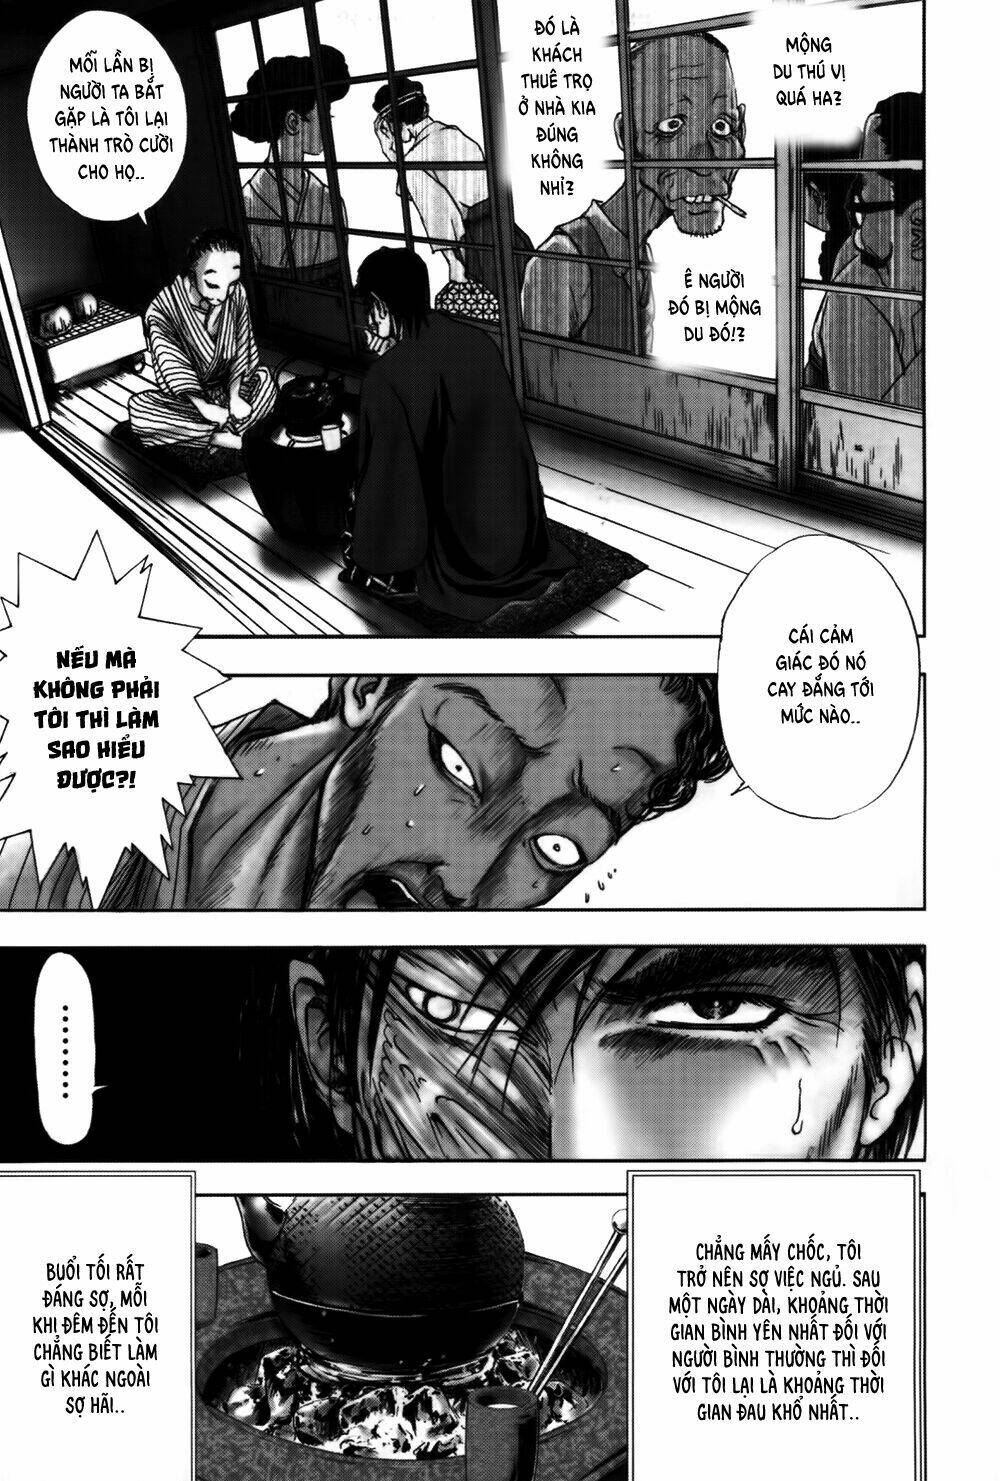 MỘNG
DU THÚ VỊ
QUÁ HA?
Ê NGƯỜI
ĐÓ BỊ MỘNG
DU ĐÓ!?
ĐÓ LÀ
KHÁCH
THUÊ TRỌ
Ở NHÀ KIA
ĐÚNG
KHÔNG
NHỈ?
MỖI LẦN BỊ
NGƯỜI TA BẮT
GẶP LÀ TÔI LẠI
THÀNH TRÒ CƯỜI
CHO HỌ..
CÁI CẢM
GIÁC ĐÓ NÓ
CAY ĐẮNG TỚI
MỨC NÀO..
NẾU MÀ
KHÔNG PHẢI
TÔI THÌ LÀM
SAO HIỂU
ĐƯỢC?!
.........
CHẲNG MẤY CHỐC, TÔI
TRỞ NÊN SỢ VIỆC NGỦ. SAU
MỘT NGÀY DÀI, KHOẢNG THỜI
GIAN BÌNH YÊN NHẤT ĐỐI VỚI
NGƯỜI BÌNH THƯỜNG THÌ ĐỐI
VỚI TÔI LẠI LÀ KHOẢNG THỜI
GIAN ĐAU KHỔ NHẤT..
BUỔI TỐI RẤT
ĐÁNG SỢ, MỖI
KHI ĐÊM ĐẾN TÔI
CHẲNG BIẾT LÀM
GÌ KHÁC NGOÀI
SỢ HÃI..